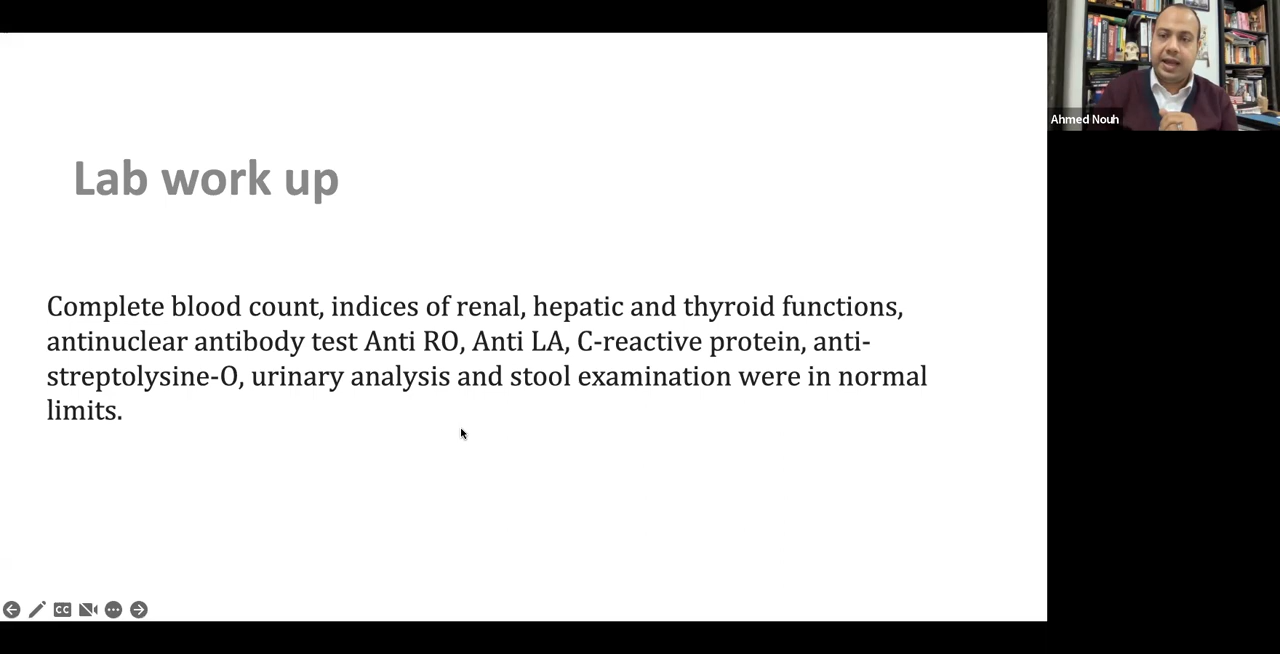 Lab work up
Complete blood count, indices of renal, hepatic and thyroid functions,
antinuclear antibody test Anti RO, Anti LA, C-reactive protein, anti-
streptolysine-O, urinary analysis and stool examination were in normal
limits.
Ahmed Nouh
CC